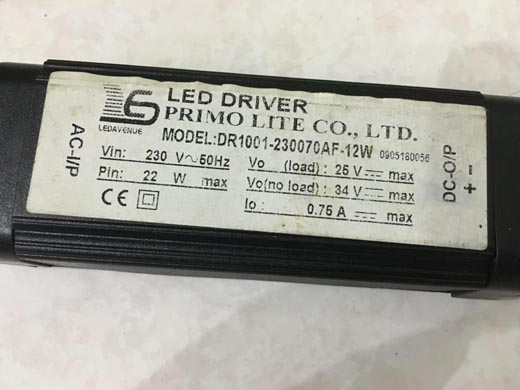 LED DRIVER
PRIMO LITE CO., LTD.
LEDAVENUE
MODEL:DR1001-230070AF-12W 0905180056
AC-I/P
Vin: 230 V~50Hz
Pin: 22 W max
CE
Vo (load) : 25 V⎓ max
Vo(no load) : 34 V⎓ max
Io : 0.75 A⎓ max
DC-O/P
+ -